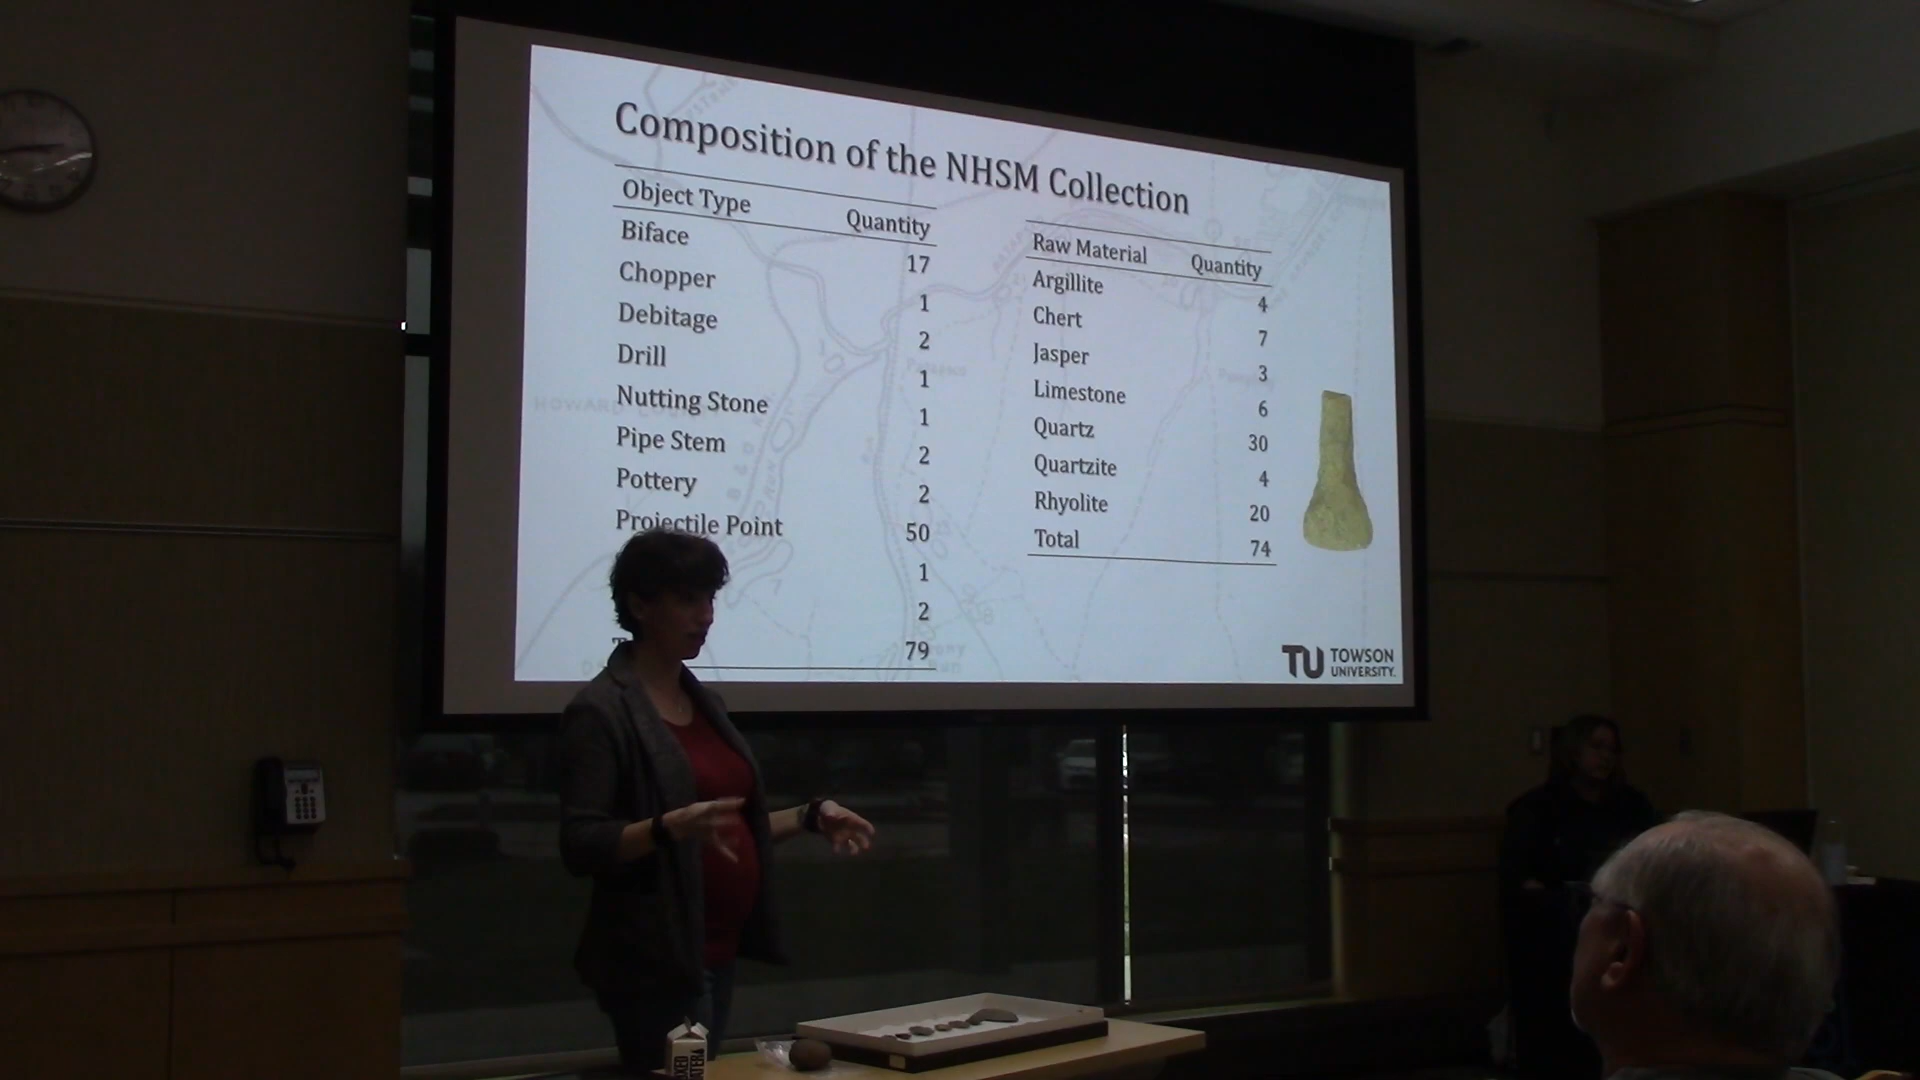 Composition of the NHSM Collection
Object Type Quantity
Biface 17
Chopper 1
Debitage 2
Drill 1
Nutting Stone 1
Pipe Stem 2
Pottery 2
Projectile Point 50
1
2
79
Raw Material Quantity
Argillite 4
Chert 7
Jasper 3
Limestone 6
Quartz 30
Quartzite 4
Rhyolite 20
Total 74
HOWARD
TU TOWSON
UNIVERSITY.